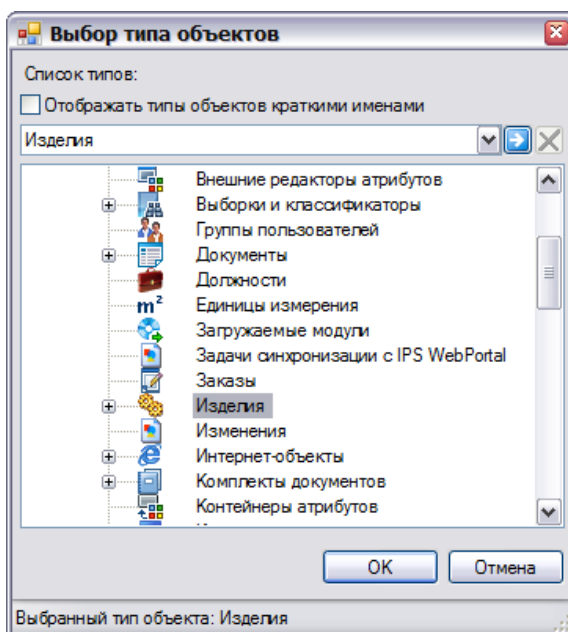 Выбор типа объектов
Список типов:
Отображать типы объектов краткими именами
Изделия
Внешние редакторы атрибутов
Выборки и классификаторы
Группы пользователей
Документы
Должности
m² Единицы измерения
Загружаемые модули
Задачи синхронизации с IPS WebPortal
Заказы
Изделия
Изменения
Интернет-объекты
Комплекты документов
Контейнеры атрибутов
OK Отмена
Выбранный тип объекта: Изделия